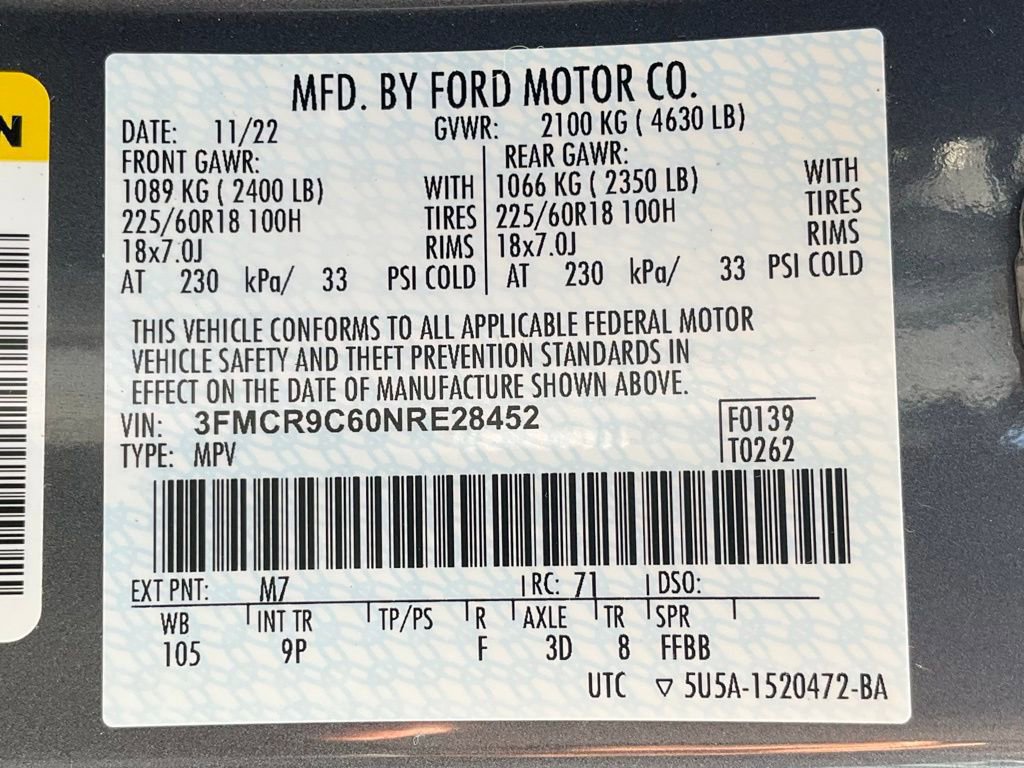 N
MFD. BY FORD MOTOR CO.
DATE: 11/22 GVWR: 2100 KG ( 4630 LB)
FRONT GAWR: REAR GAWR:
1089 KG ( 2400 LB) WITH 1066 KG ( 2350 LB) WITH
225/60R18 100H TIRES 225/60R18 100H TIRES
18x7.0J RIMS 18x7.0J RIMS
AT 230 kPa/ 33 PSI COLD AT 230 kPa/ 33 PSI COLD
THIS VEHICLE CONFORMS TO ALL APPLICABLE FEDERAL MOTOR
VEHICLE SAFETY AND THEFT PREVENTION STANDARDS IN
EFFECT ON THE DATE OF MANUFACTURE SHOWN ABOVE.
VIN: 3FMCR9C60NRE28452 F0139
TYPE: MPV T0262
EXT PNT: M7 RC: 71 DSO:
WB INT TR TP/PS R AXLE TR SPR
105 9P F 3D 8 FFBB
UTC ▽ 5U5A-1520472-BA